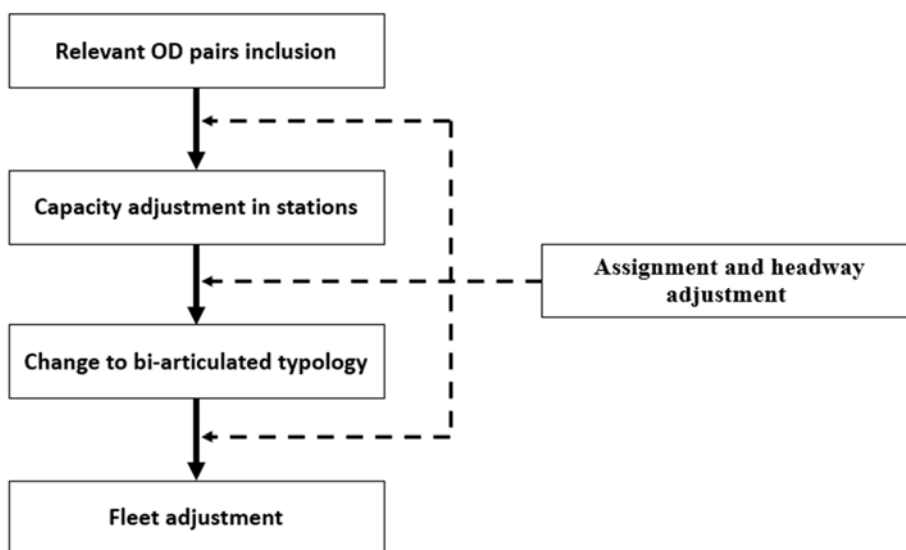 Relevant OD pairs inclusion
Capacity adjustment in stations
Assignment and headway
adjustment
Change to bi-articulated typology
Fleet adjustment